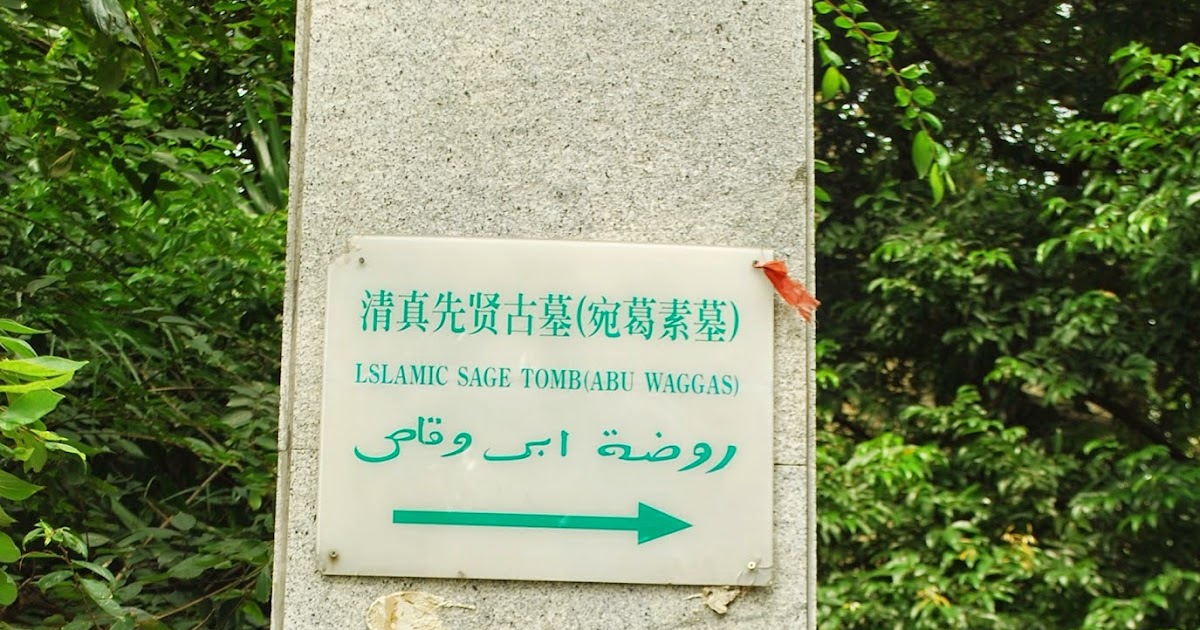 清真先贤古墓(宛葛素墓)
LSLAMIC SAGE TOMB(ABU WAGGAS)
روضة ابى وقاص